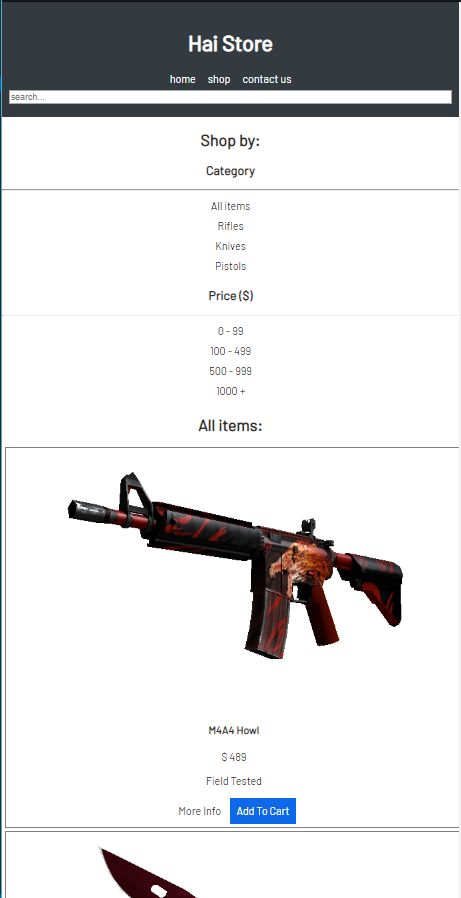 Hai Store
home shop contact us
search...
Shop by:
Category
All items
Rifles
Knives
Pistols
Price ($)
0 - 99
100 - 499
500 - 999
1000 +
All items:
M4A4 Howl
$ 489
Field Tested
More Info Add To Cart